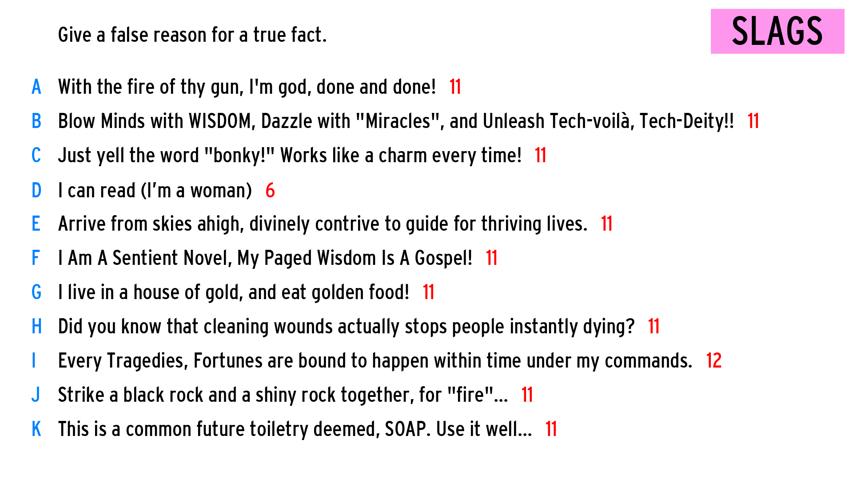 SLAGS
Give a false reason for a true fact.
A With the fire of thy gun, I'm god, done and done! 11
B Blow Minds with WISDOM, Dazzle with "Miracles", and Unleash Tech-voilà, Tech-Deity!! 11
C Just yell the word "bonky!" Works like a charm every time! 11
D I can read (I'm a woman) 6
E Arrive from skies ahigh, divinely contrive to guide for thriving lives. 11
F I Am A Sentient Novel, My Paged Wisdom Is A Gospel! 11
G I live in a house of gold, and eat golden food! 11
H Did you know that cleaning wounds actually stops people instantly dying? 11
I Every Tragedies, Fortunes are bound to happen within time under my commands. 12
J Strike a black rock and a shiny rock together, for "fire"... 11
K This is a common future toiletry deemed, SOAP. Use it well... 11